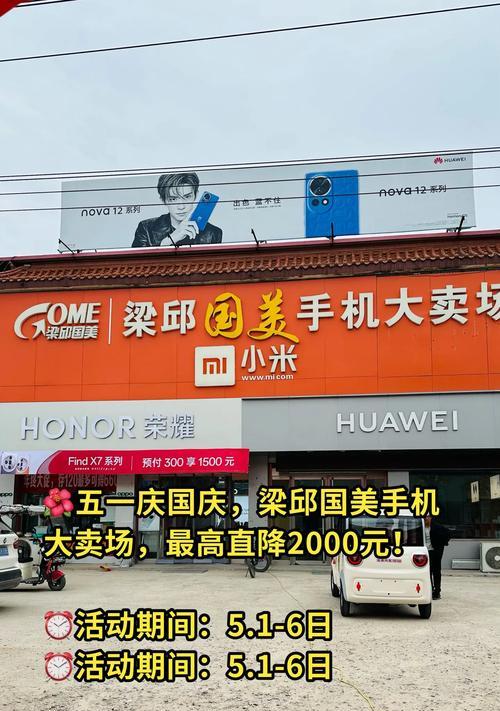 HUAWEI
nova 12 系列
出色 蓝不住
nova 12 系列
GOME
梁邱国美
梁邱国美手机大卖场
mi 小米
www.mi.com
HONOR 荣耀
HUAWEI
Find X7 系列 预付 300 享 1500 元
五一庆国庆，梁邱国美手机
大卖场，最高直降2000元！
活动期间：5.1-6日
活动期间：5.1-6日